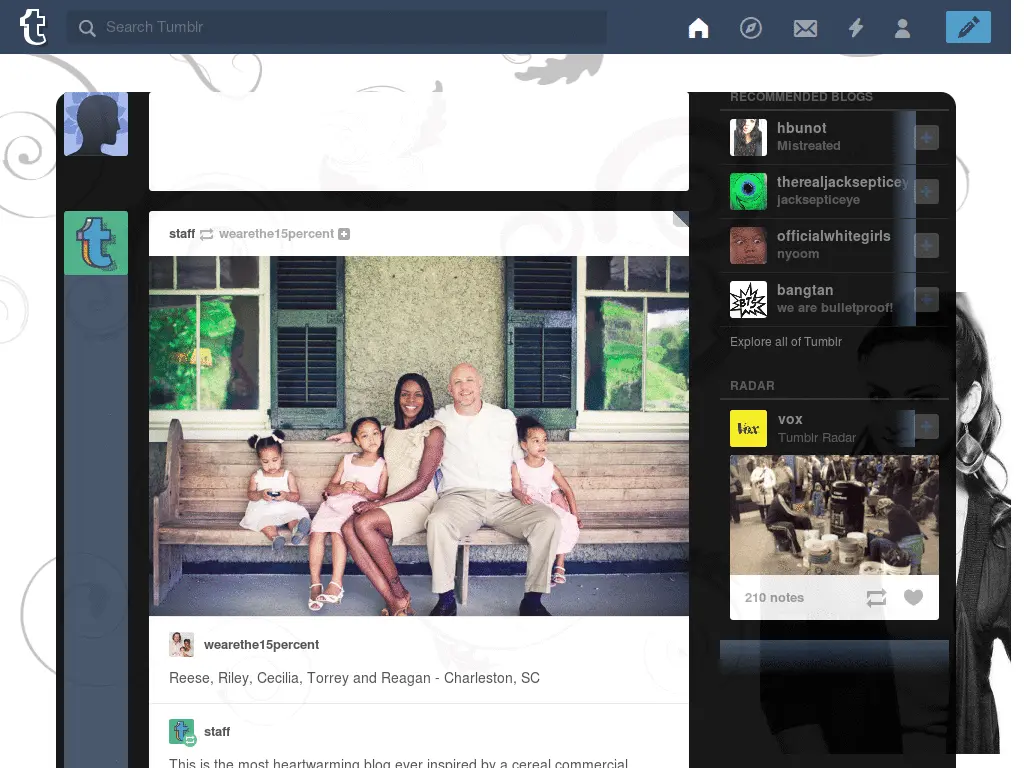 Search Tumblr
RECOMMENDED BLOGS
hbunot
Mistreated
therealjacksepticey
jacksepticeye
officialwhitegirls
nyoom
BTS
bangtan
we are bulletproof!
Explore all of Tumblr
RADAR
Vox
vox
Tumblr Radar
210 notes
staff wearethe15percent
wearethe15percent
Reese, Riley, Cecilia, Torrey and Reagan - Charleston, SC
staff
This is the most heartwarming blog ever inspired by a cereal commercial